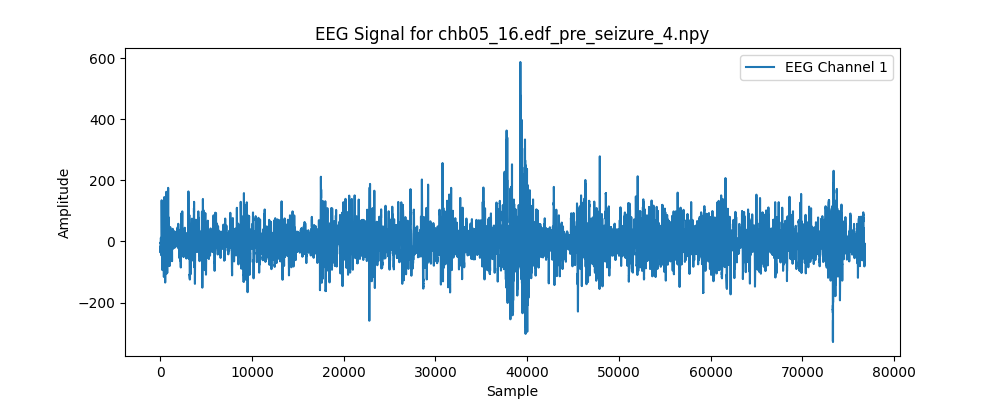 EEG Signal for chb05_16.edf_pre_seizure_4.npy
EEG Channel 1
600
400
200
0
−200
Amplitude
0 10000 20000 30000 40000 50000 60000 70000 80000
Sample